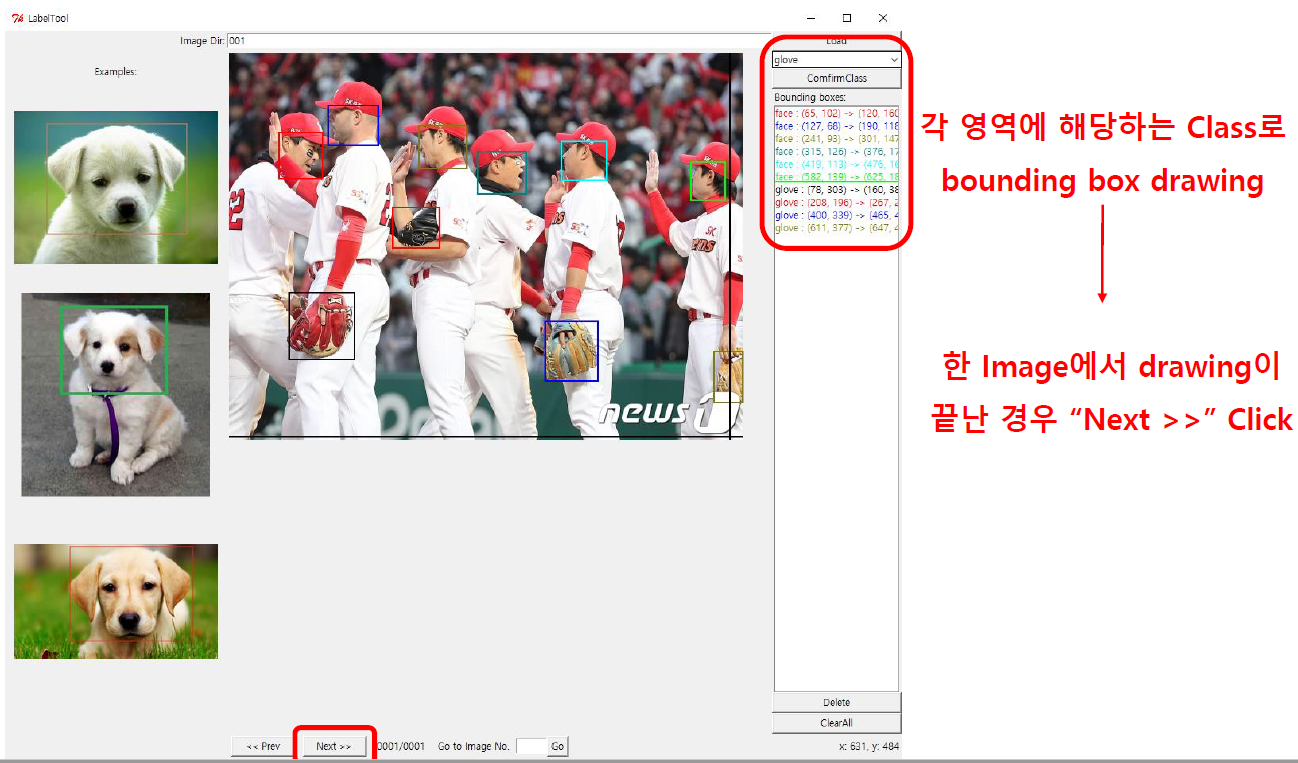 LabelTool
Image Dir: 001
Load
Examples:
glove
ComfirmClass
Bounding boxes:
face : (65, 102) -> (120, 160
face : (127, 68) -> (190, 118
face : (241, 93) -> (301, 147
face : (315, 126) -> (376, 17
face : (419, 113) -> (476, 16
face : (582, 139) -> (625, 18
glove : (78, 303) -> (160, 38
glove : (208, 196) -> (267, 2
glove : (400, 339) -> (465, 4
glove : (611, 377) -> (647, 4
각 영역에 해당하는 Class로
bounding box drawing
한 Image에서 drawing이
끝난 경우 “Next >>” Click
news1
Delete
ClearAll
<< Prev
Next >>
0001/0001
Go to Image No.
Go
x: 631, y: 484